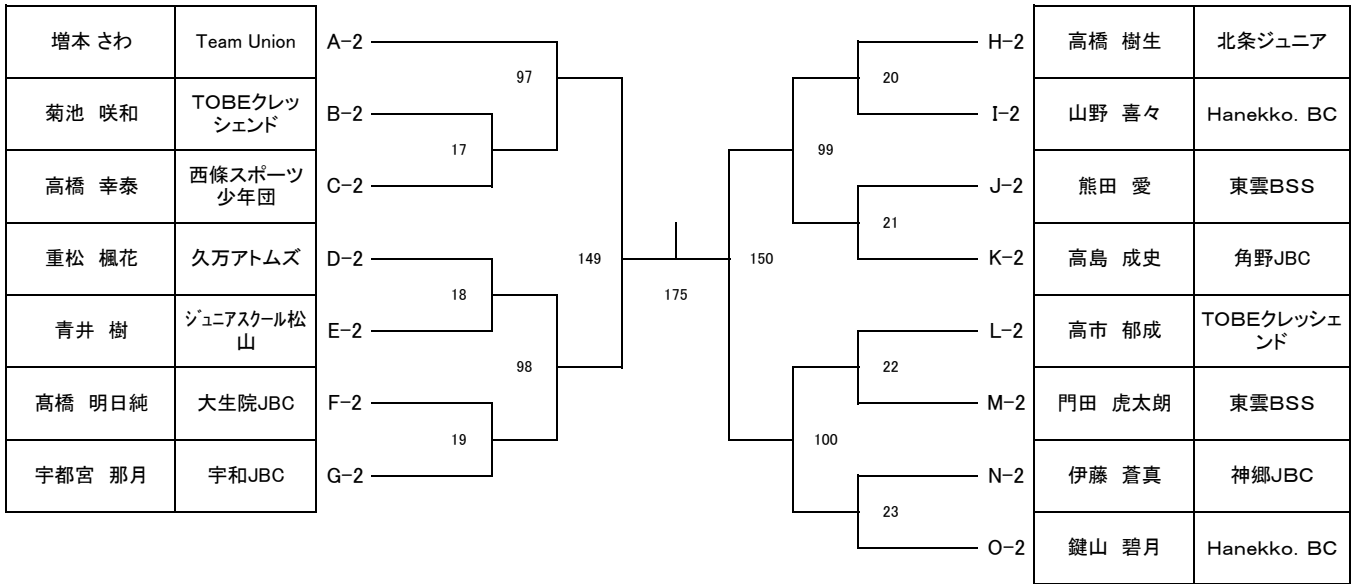 増本 さわ Team Union A-2
菊池 咲和 TOBEクレッ
シェンド B-2
高橋 幸泰 西條スポーツ
少年団 C-2
重松 楓花 久万アトムズ D-2
青井 樹 ジュニアスクール松
山 E-2
髙橋 明日純 大生院JBC F-2
宇都宮 那月 宇和JBC G-2
97
17
18
98
19
149
175
150
20
99
21
22
100
23
H-2 高橋 樹生 北条ジュニア
I-2 山野 喜々 Hanekko. BC
J-2 熊田 愛 東雲BSS
K-2 高島 成史 角野JBC
L-2 高市 郁成 TOBEクレッシェ
ンド
M-2 門田 虎太朗 東雲BSS
N-2 伊藤 蒼真 神郷JBC
O-2 鍵山 碧月 Hanekko. BC